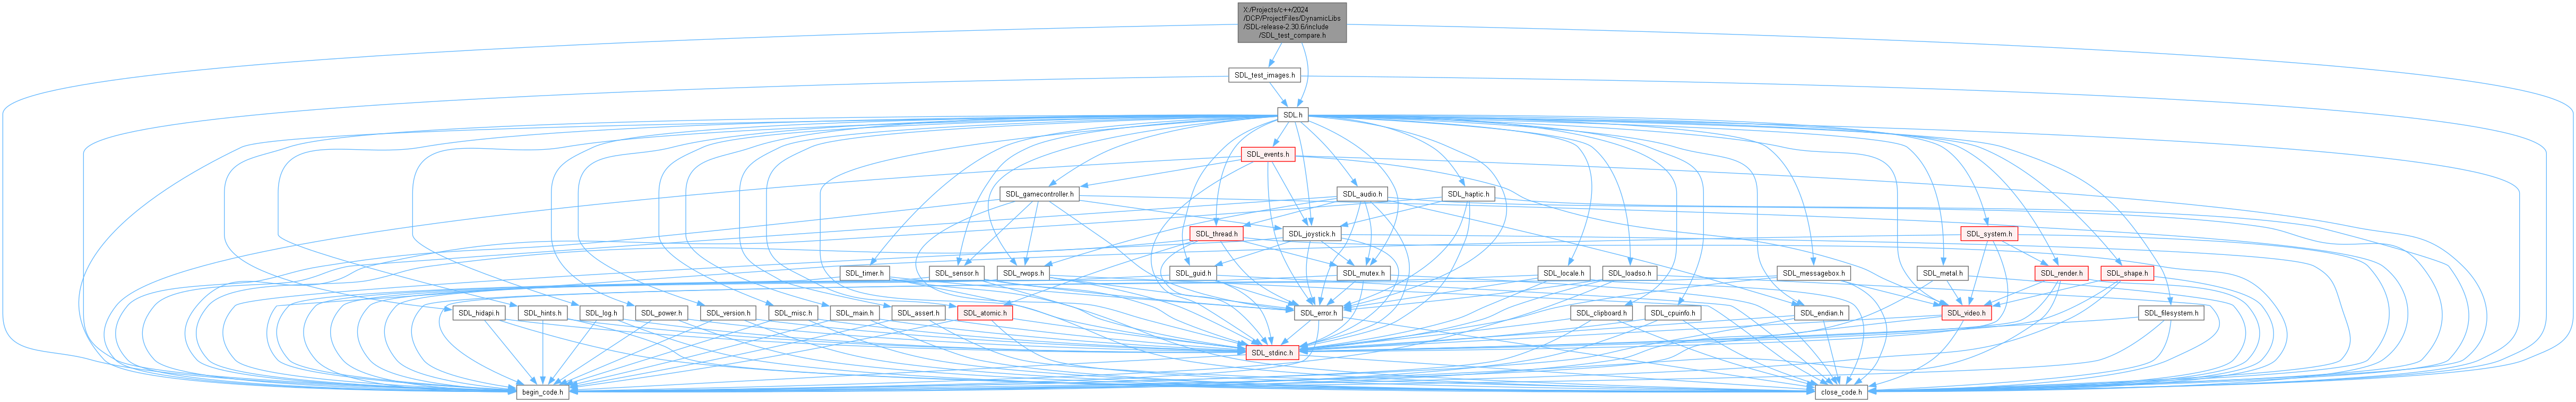 X:/Projects/c++/2024
/DCP/ProjectFiles/DynamicLibs
/SDL-release-2.30.6/include
/SDL_test_compare.h
SDL_test_images.h
SDL.h
SDL_events.h
SDL_gamecontroller.h
SDL_audio.h
SDL_haptic.h
SDL_thread.h
SDL_joystick.h
SDL_system.h
SDL_timer.h
SDL_sensor.h
SDL_rwops.h
SDL_guid.h
SDL_mutex.h
SDL_locale.h
SDL_loadso.h
SDL_messagebox.h
SDL_metal.h
SDL_render.h
SDL_shape.h
SDL_hidapi.h
SDL_hints.h
SDL_log.h
SDL_power.h
SDL_version.h
SDL_misc.h
SDL_main.h
SDL_assert.h
SDL_atomic.h
SDL_error.h
SDL_clipboard.h
SDL_cpuinfo.h
SDL_endian.h
SDL_video.h
SDL_filesystem.h
SDL_stdinc.h
begin_code.h
close_code.h